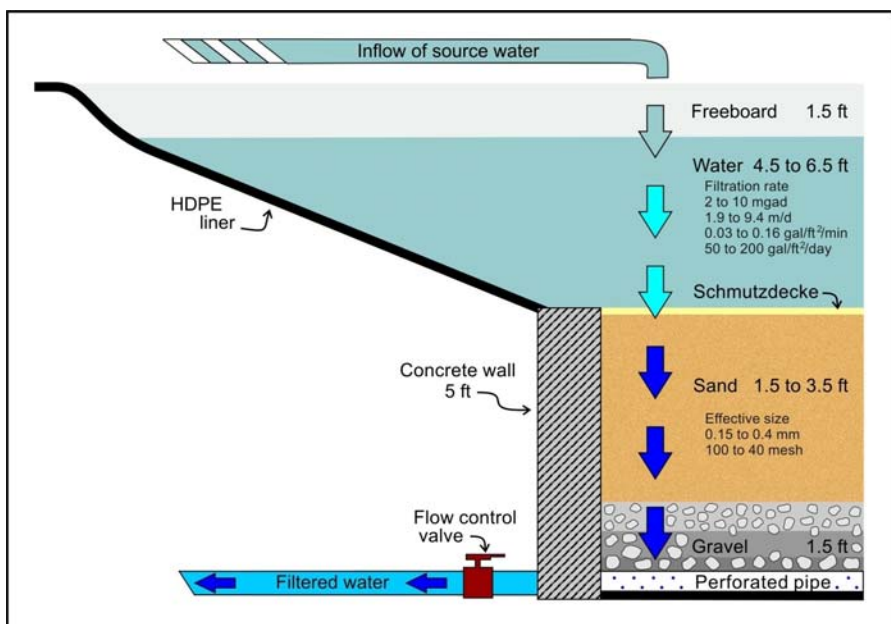 Inflow of source water
Freeboard 1.5 ft
Water 4.5 to 6.5 ft
Filtration rate
2 to 10 mgad
1.9 to 9.4 m/d
0.03 to 0.16 gal/ft²/min
50 to 200 gal/ft²/day
HDPE
liner
Schmutzdecke
Concrete wall
5 ft
Sand 1.5 to 3.5 ft
Effective size
0.15 to 0.4 mm
100 to 40 mesh
Flow control
valve
Gravel 1.5 ft
Filtered water
Perforated pipe